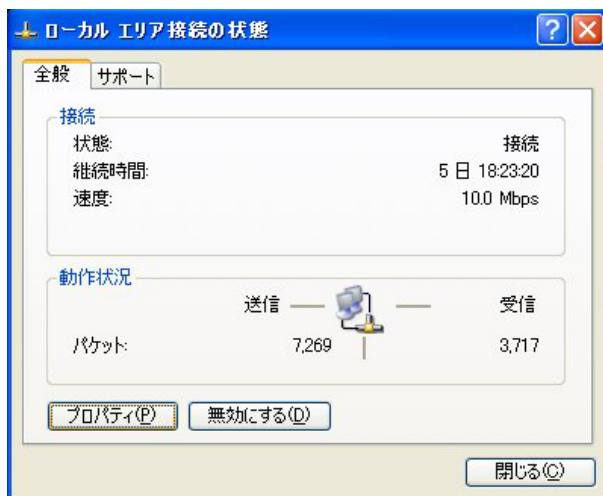 ローカル エリア接続の状態
全般 サポート
接続
状態: 接続
継続時間: 5 日 18:23:20
速度: 10.0 Mbps
動作状況
送信 受信
パケット: 7,269 3,717
プロパティ(P) 無効にする(D)
閉じる(C)